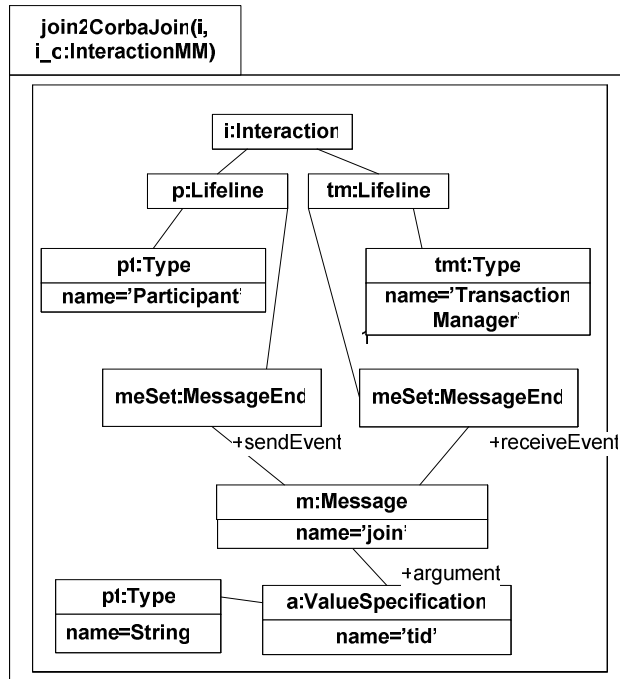 join2CorbaJoin(i,
i_c:InteractionMM)
i:Interaction
p:Lifeline
tm:Lifeline
pt:Type
name='Participant'
tmt:Type
name='Transaction
Manager'
meSet:MessageEnd
meSet:MessageEnd
+sendEvent
+receiveEvent
m:Message
name='join'
+argument
pt:Type
name=String
a:ValueSpecification
name='tid'